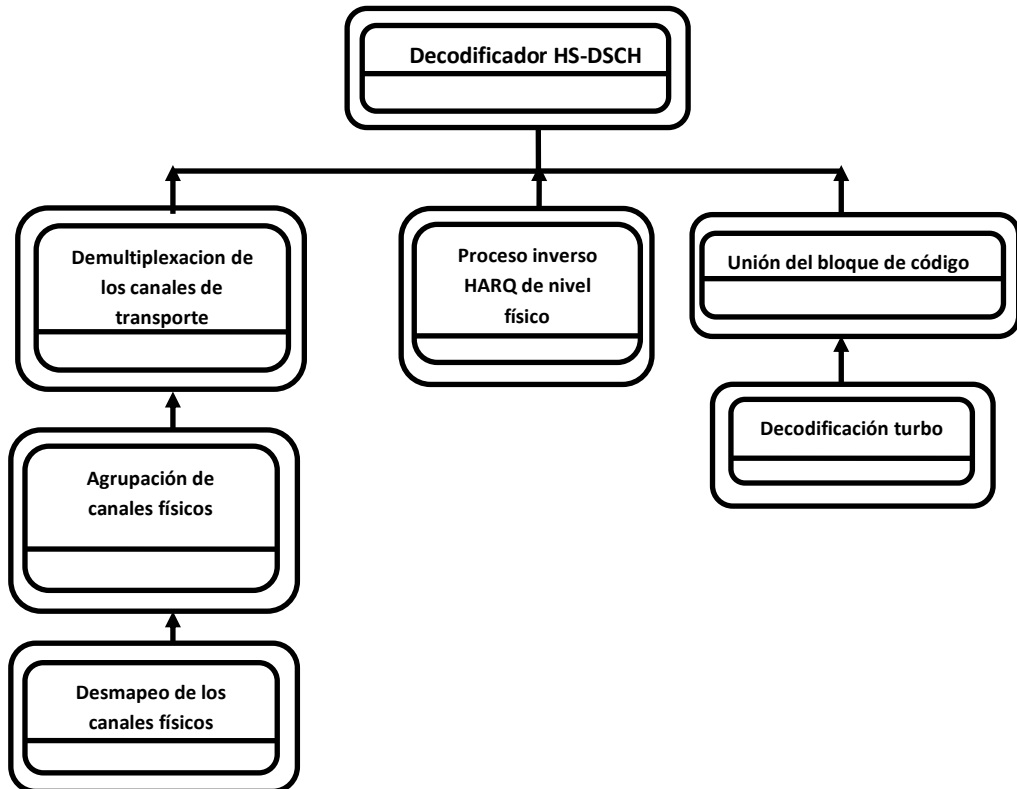 Decodificador HS-DSCH
Demultiplexacion de
los canales de
transporte
Proceso inverso
HARQ de nivel
físico
Unión del bloque de código
Decodificación turbo
Agrupación de
canales físicos
Desmapeo de los
canales físicos